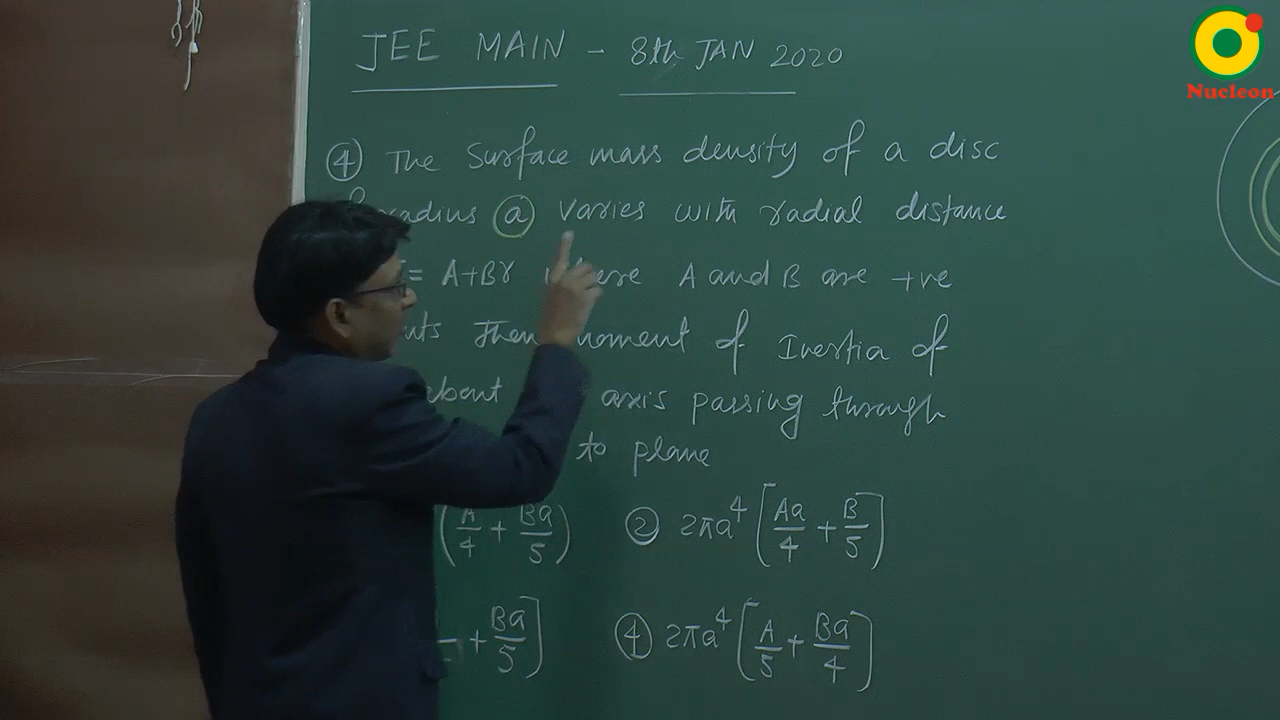 JEE MAIN - 8th JAN 2020
Nucleon
④ The Surface mass density of a disc
radius ⓐ varies with radial distance
= A+Br where A and B are +ve
Then moment of Inertia of
about axis passing through
to plane
(A/4 + Ba/5) ② 2πa⁴[Aa/4 + B/5]
+ Ba/5] ④ 2πa⁴[A/5 + Ba/4]